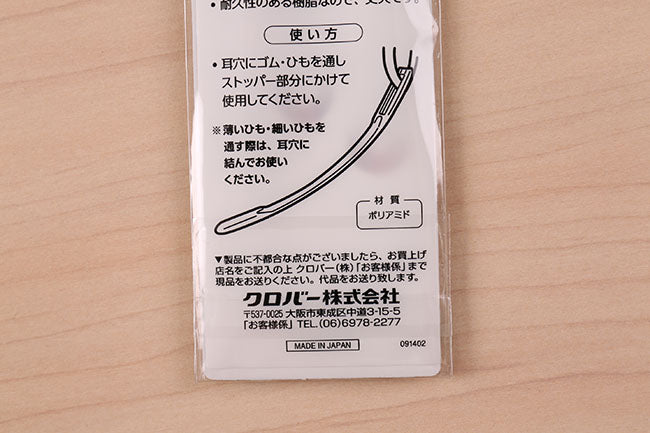 ・耐久性のある樹脂なので、丈夫です。
使い方
・耳穴にゴム・ひもを通し
ストッパー部分にかけて
使用してください。
※薄いひも・細いひもを
通す際は、耳穴に
結んでお使い
ください。
材質
ポリアミド
▼製品に不都合な点がございましたら、お買上げ
店名をご記入の上 クロバー(株)「お客様係」まで
現品をお送りください。代品をお送り致します。
クロバー株式会社
〒537-0025 大阪市東成区中道3-15-5
「お客様係」TEL.(06)6978-2277
MADE IN JAPAN
091402